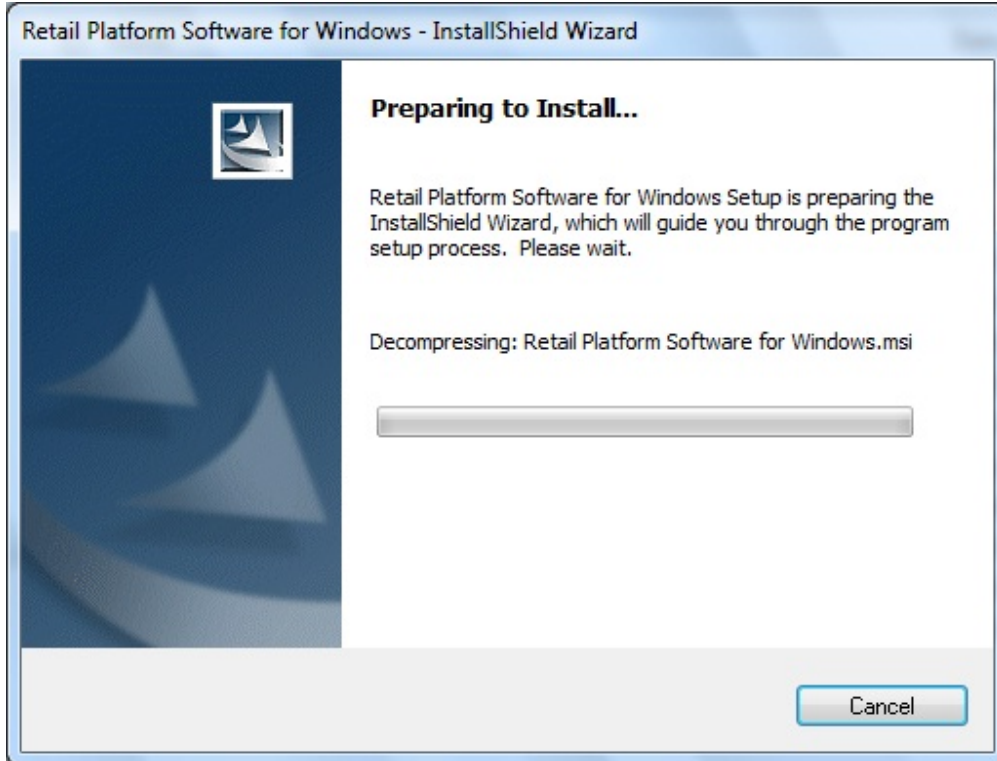 Retail Platform Software for Windows - InstallShield Wizard
Preparing to Install...
Retail Platform Software for Windows Setup is preparing the
InstallShield Wizard, which will guide you through the program
setup process.  Please wait.
Decompressing: Retail Platform Software for Windows.msi
Cancel